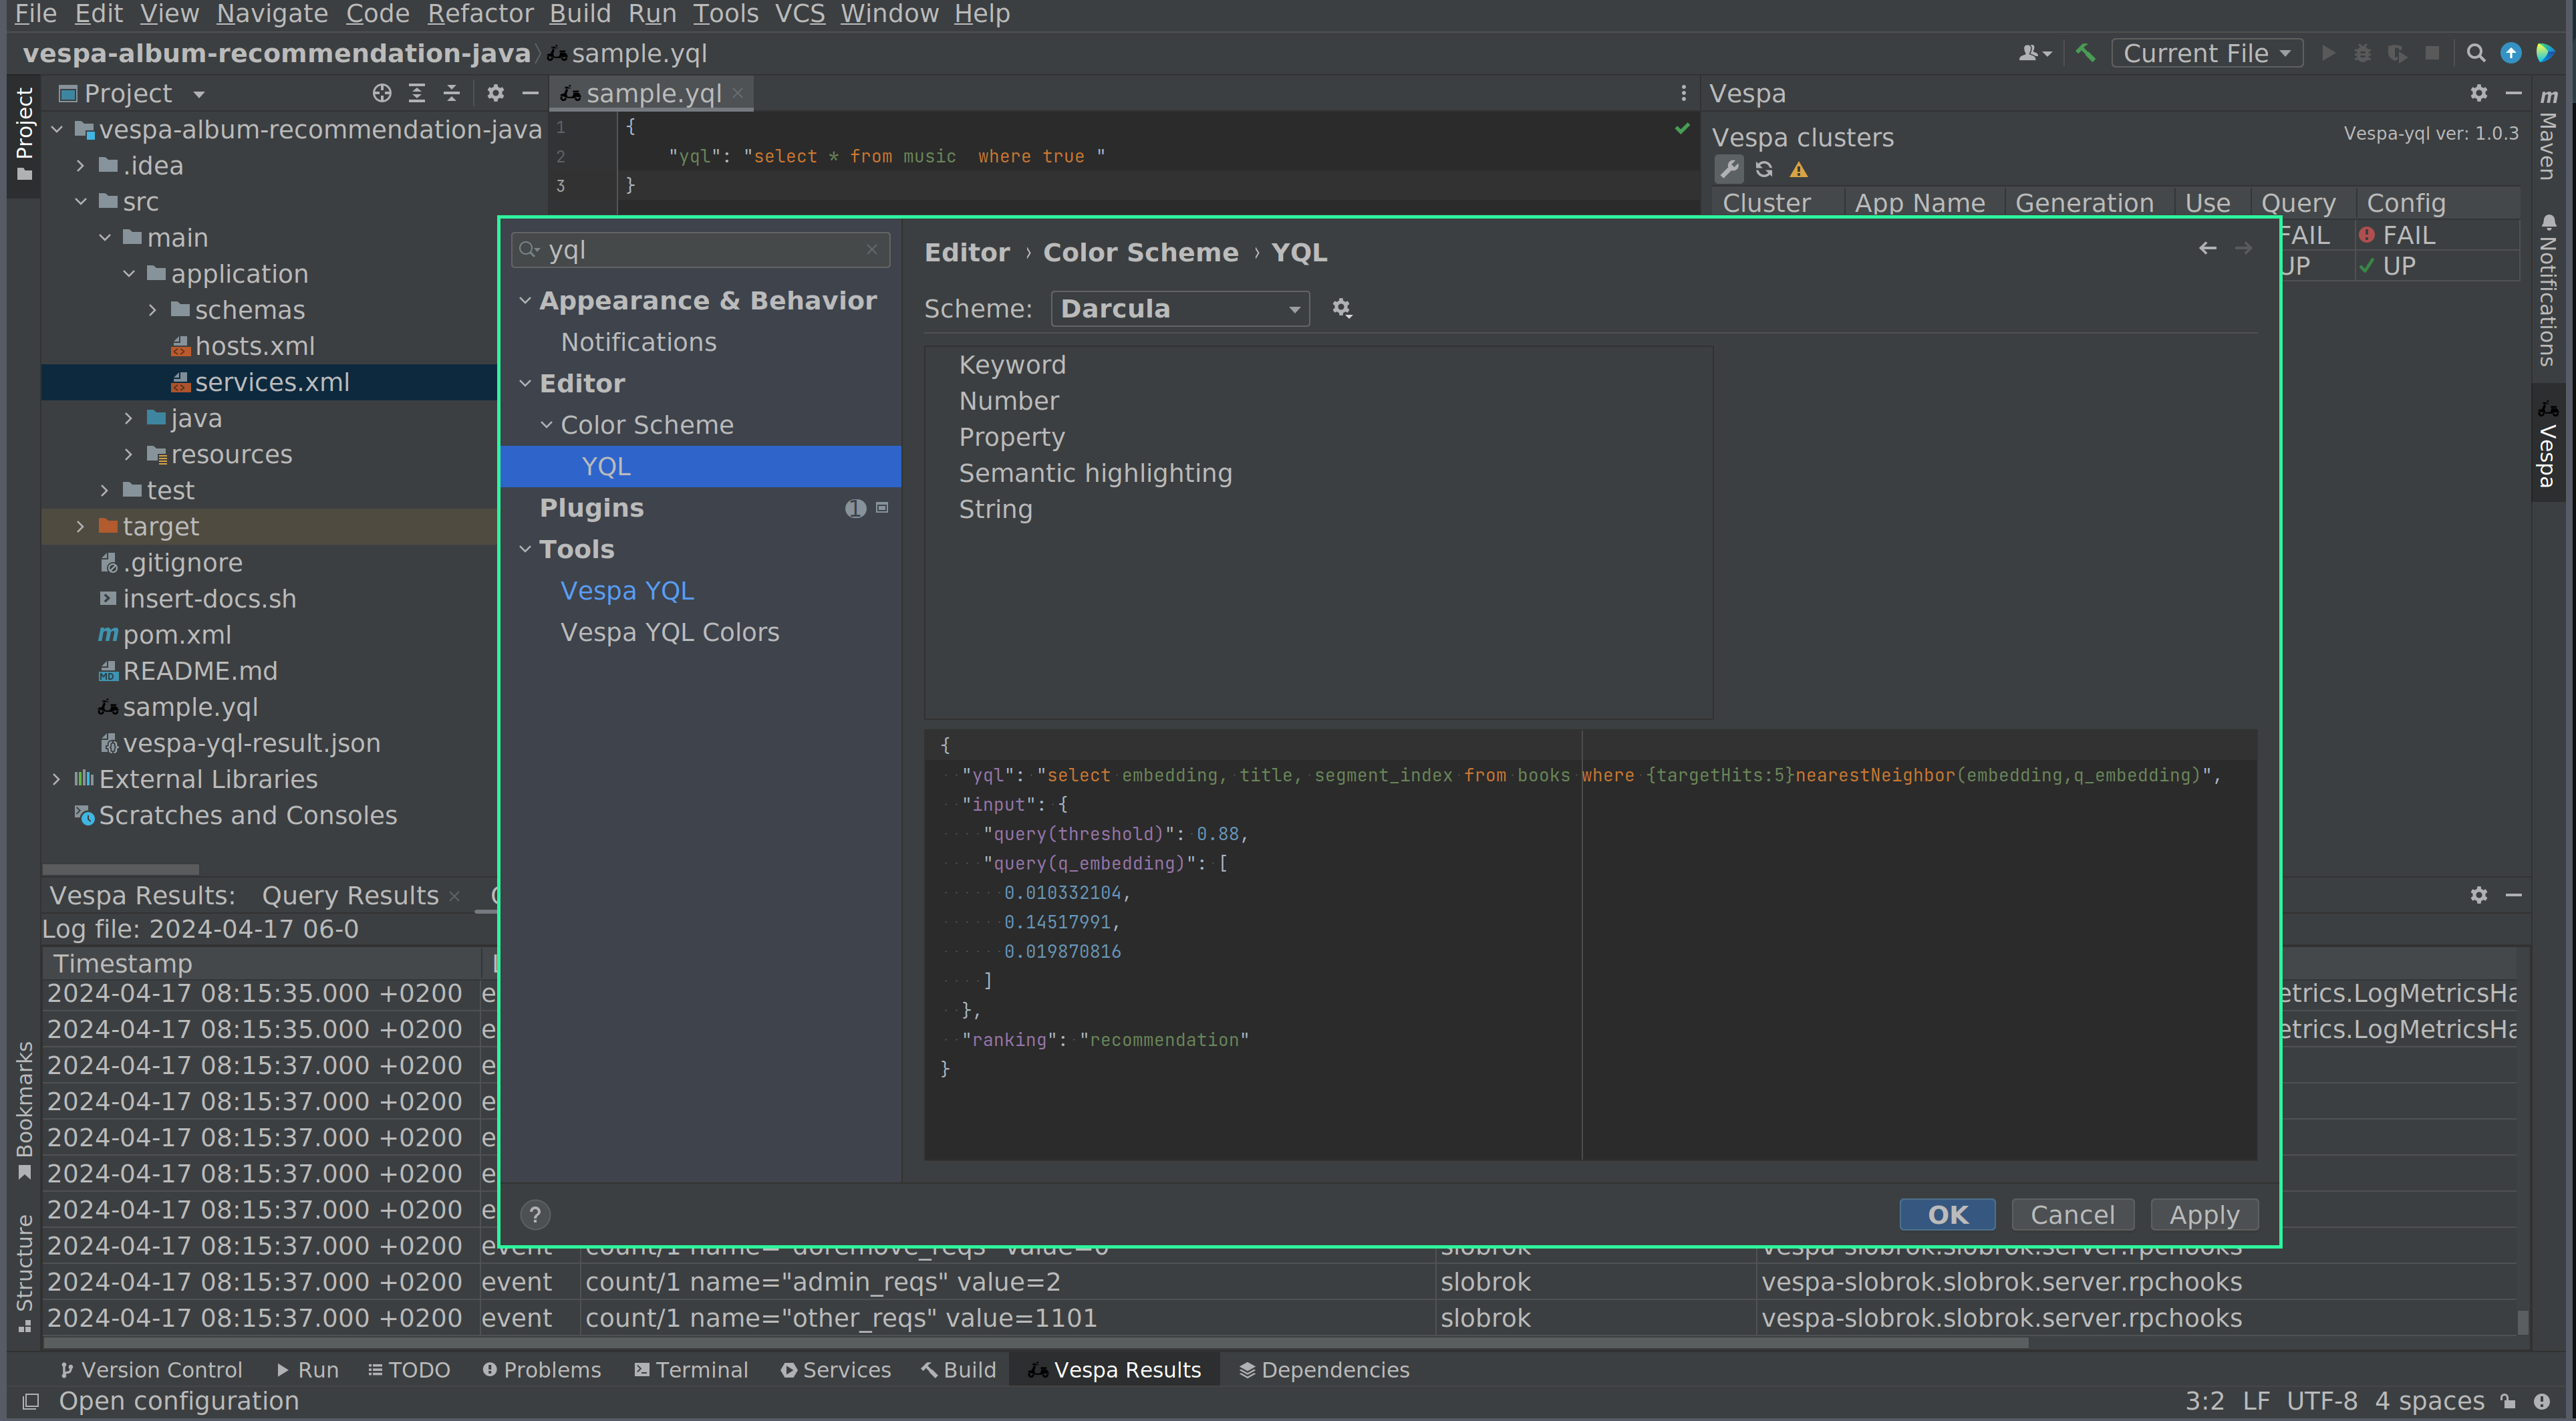 File Edit View Navigate Code Refactor Build Run Tools VCS Window Help
vespa-album-recommendation-java sample.yql
Current File
Project
Project
sample.yql
Vespa
Maven
Notifications
Vespa
vespa-album-recommendation-java
.idea
src
main
application
schemas
hosts.xml
services.xml
java
resources
test
target
.gitignore
insert-docs.sh
pom.xml
README.md
sample.yql
vespa-yql-result.json
External Libraries
Scratches and Consoles
1 {
2 "yql": "select * from music  where true "
3 }
Vespa clusters
Vespa-yql ver: 1.0.3
Cluster App Name Generation Use Query Config
FAIL FAIL
UP UP
yql
Appearance & Behavior
Notifications
Editor
Color Scheme
YQL
Plugins 1
Tools
Vespa YQL
Vespa YQL Colors
Editor › Color Scheme › YQL
Scheme: Darcula
Keyword
Number
Property
Semantic highlighting
String
{
"yql": "select embedding, title, segment_index from books where {targetHits:5}nearestNeighbor(embedding,q_embedding)",
"input": {
"query(threshold)": 0.88,
"query(q_embedding)": [
0.010332104,
0.14517991,
0.019870816
]
},
"ranking": "recommendation"
}
?
OK Cancel Apply
Vespa Results: Query Results
Log file: 2024-04-17 06-0
Timestamp
2024-04-17 08:15:35.000 +0200 e etrics.LogMetricsHa
2024-04-17 08:15:35.000 +0200 e etrics.LogMetricsHa
2024-04-17 08:15:37.000 +0200 e
2024-04-17 08:15:37.000 +0200 e
2024-04-17 08:15:37.000 +0200 e
2024-04-17 08:15:37.000 +0200 e
2024-04-17 08:15:37.000 +0200 e
2024-04-17 08:15:37.000 +0200 event count/1 name="doremove_reqs" value=0 slobrok vespa-slobrok.slobrok.server.rpchooks
2024-04-17 08:15:37.000 +0200 event count/1 name="admin_reqs" value=2 slobrok vespa-slobrok.slobrok.server.rpchooks
2024-04-17 08:15:37.000 +0200 event count/1 name="other_reqs" value=1101 slobrok vespa-slobrok.slobrok.server.rpchooks
Bookmarks
Structure
Version Control Run TODO Problems Terminal Services Build Vespa Results Dependencies
Open configuration
3:2 LF UTF-8 4 spaces